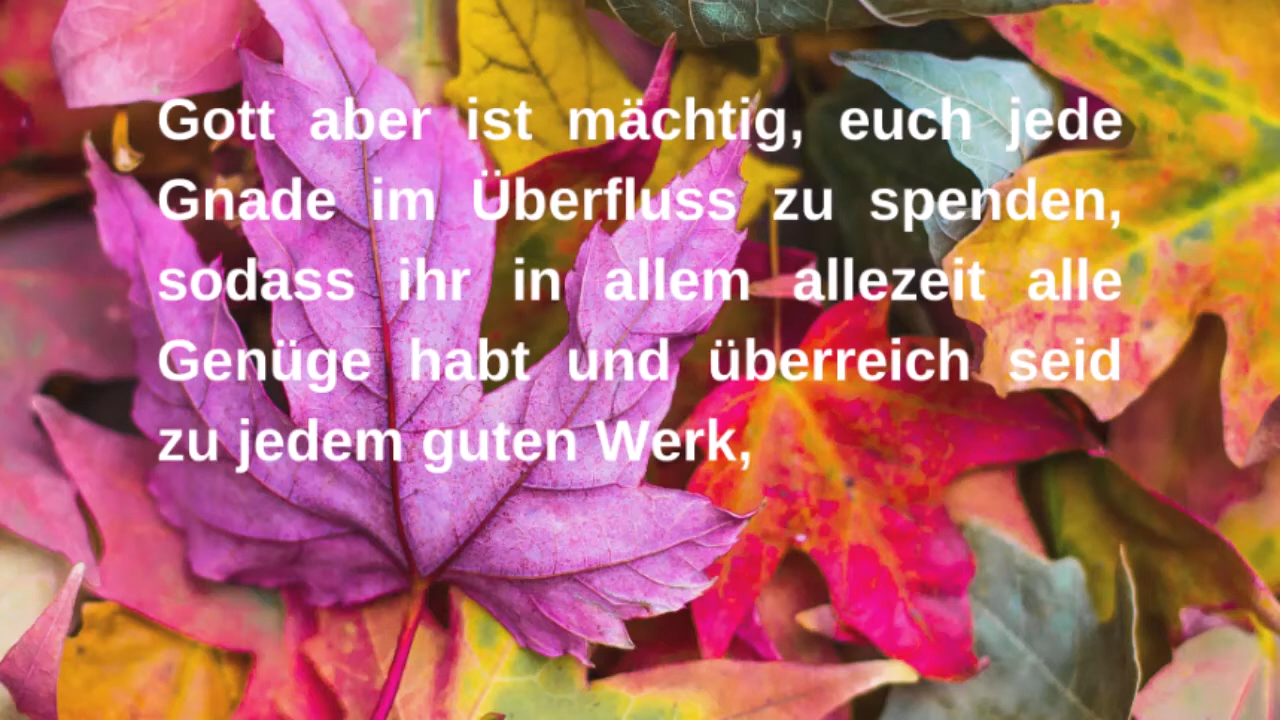 Gott aber ist mächtig, euch jede
Gnade im Überfluss zu spenden,
sodass ihr in allem allezeit alle
Genüge habt und überreich seid
zu jedem guten Werk,